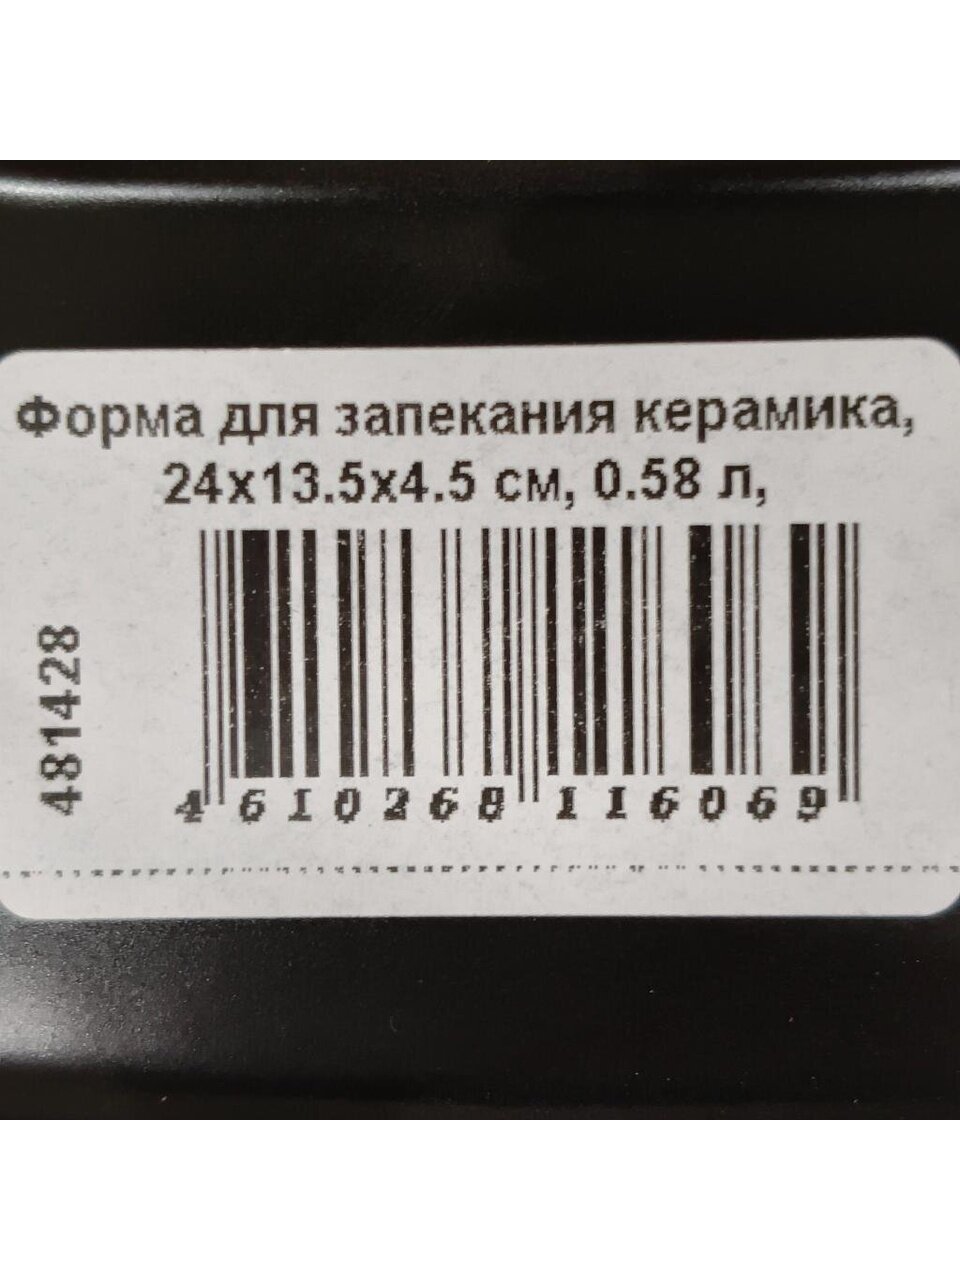 Форма для запекания керамика,
24x13.5x4.5 см, 0.58 л,
481428
4 610268 116069